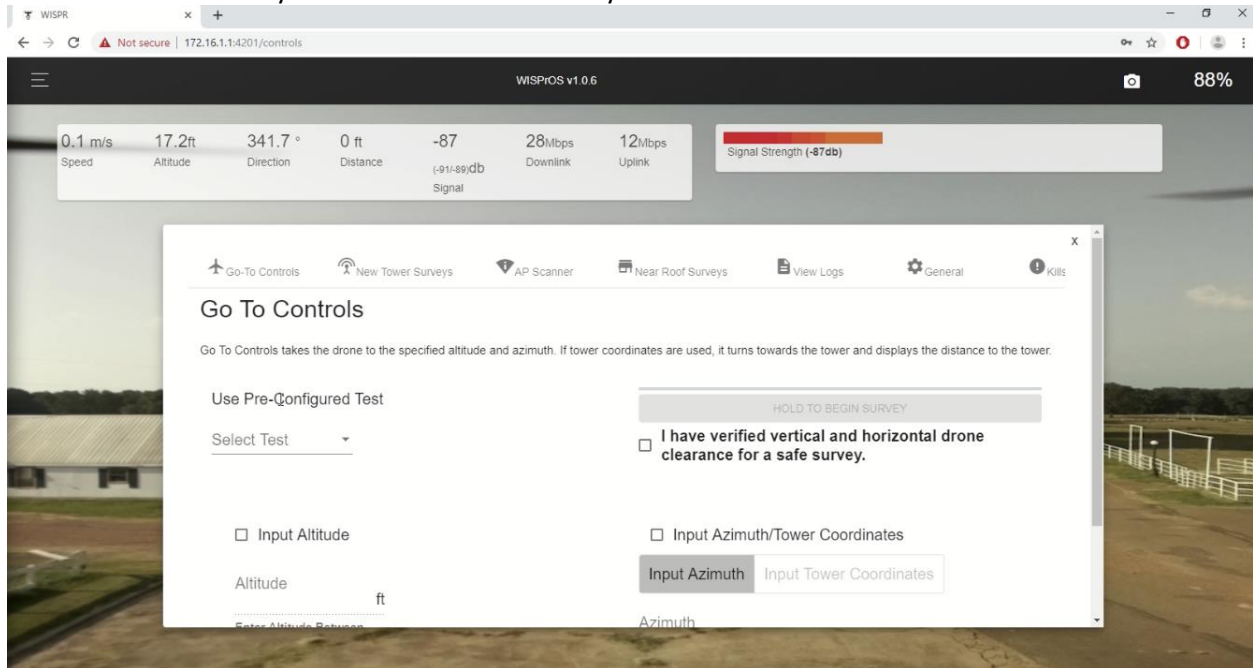 WISPR
Not secure | 172.16.1.1:4201/controls
WISPrOS v1.0.6
88%
0.1 m/s 17.2ft 341.7 ° 0 ft -87 28Mbps 12Mbps
Speed Altitude Direction Distance (-91/-89)db Downlink Uplink
Signal
Signal Strength (-87db)
x
Go-To Controls New Tower Surveys AP Scanner Near Roof Surveys View Logs General Kills
Go To Controls
Go To Controls takes the drone to the specified altitude and azimuth. If tower coordinates are used, it turns towards the tower and displays the distance to the tower.
Use Pre-Configured Test
Select Test
HOLD TO BEGIN SURVEY
I have verified vertical and horizontal drone
clearance for a safe survey.
Input Altitude
Input Azimuth/Tower Coordinates
Input Azimuth Input Tower Coordinates
Altitude
ft
Enter Altitude Between
Azimuth